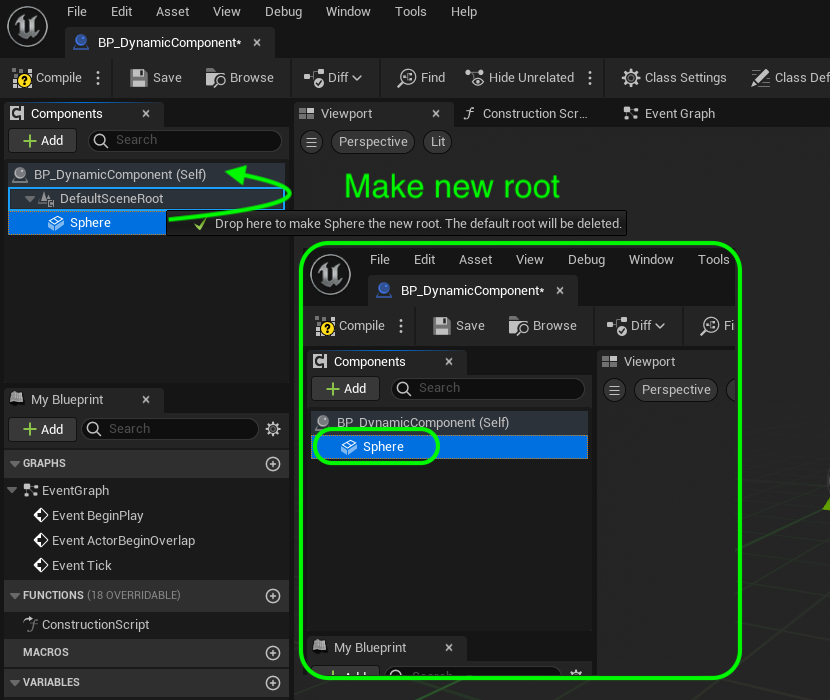 File Edit Asset View Debug Window Tools Help
BP_DynamicComponent*
Compile Save Browse Diff Find Hide Unrelated Class Settings Class Def
Components Viewport Construction Scr... Event Graph
+ Add Search Perspective Lit
BP_DynamicComponent (Self)
Make new root
DefaultSceneRoot
Sphere
Drop here to make Sphere the new root. The default root will be deleted.
File Edit Asset View Debug Window Tools
BP_DynamicComponent*
Compile Save Browse Diff Fi
Components Viewport
+ Add Search Perspective
BP_DynamicComponent (Self)
Sphere
My Blueprint
+ Add Search
GRAPHS
EventGraph
Event BeginPlay
Event ActorBeginOverlap
Event Tick
FUNCTIONS (18 OVERRIDABLE)
ConstructionScript
MACROS
VARIABLES
My Blueprint